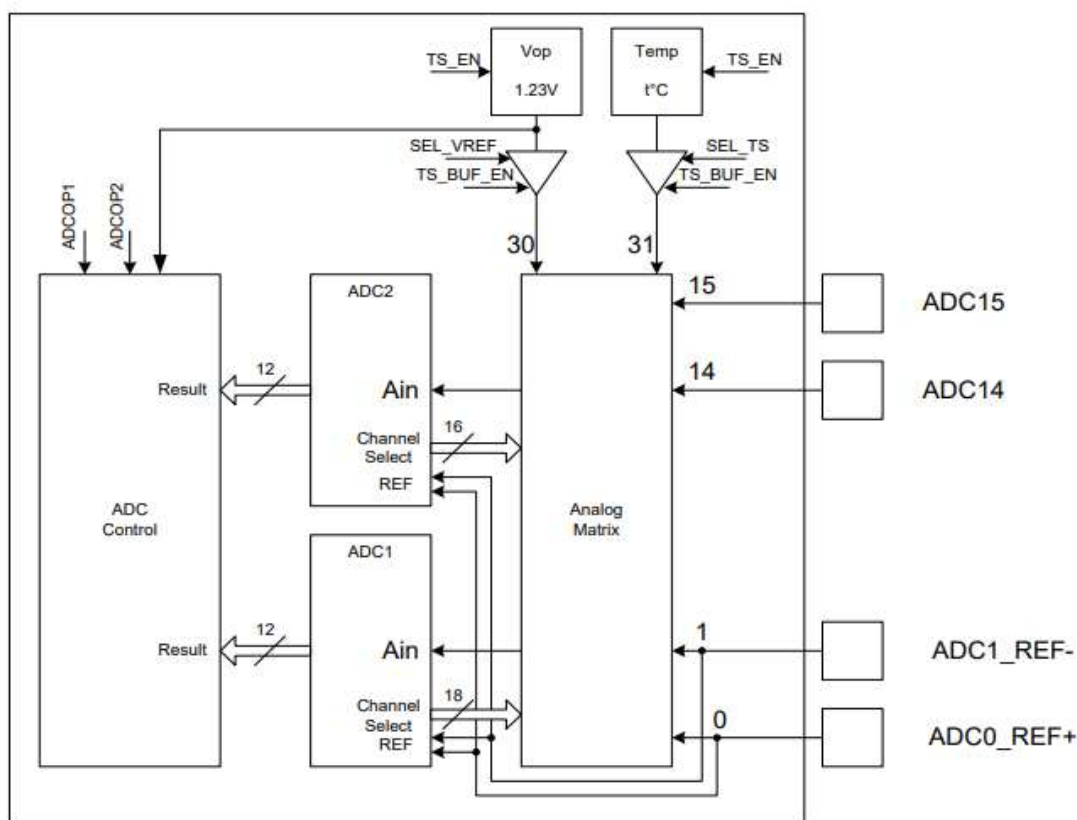 Vop
1.23V
Temp
t°C
TS_EN
TS_EN
SEL_VREF
TS_BUF_EN
SEL_TS
TS_BUF_EN
ADCOP1
ADCOP2
30
31
15
ADC15
14
ADC14
ADC2
12
Result
Ain
16
Channel
Select
REF
ADC
Control
Analog
Matrix
ADC1
12
Result
Ain
18
Channel
Select
REF
1
ADC1_REF-
0
ADC0_REF+